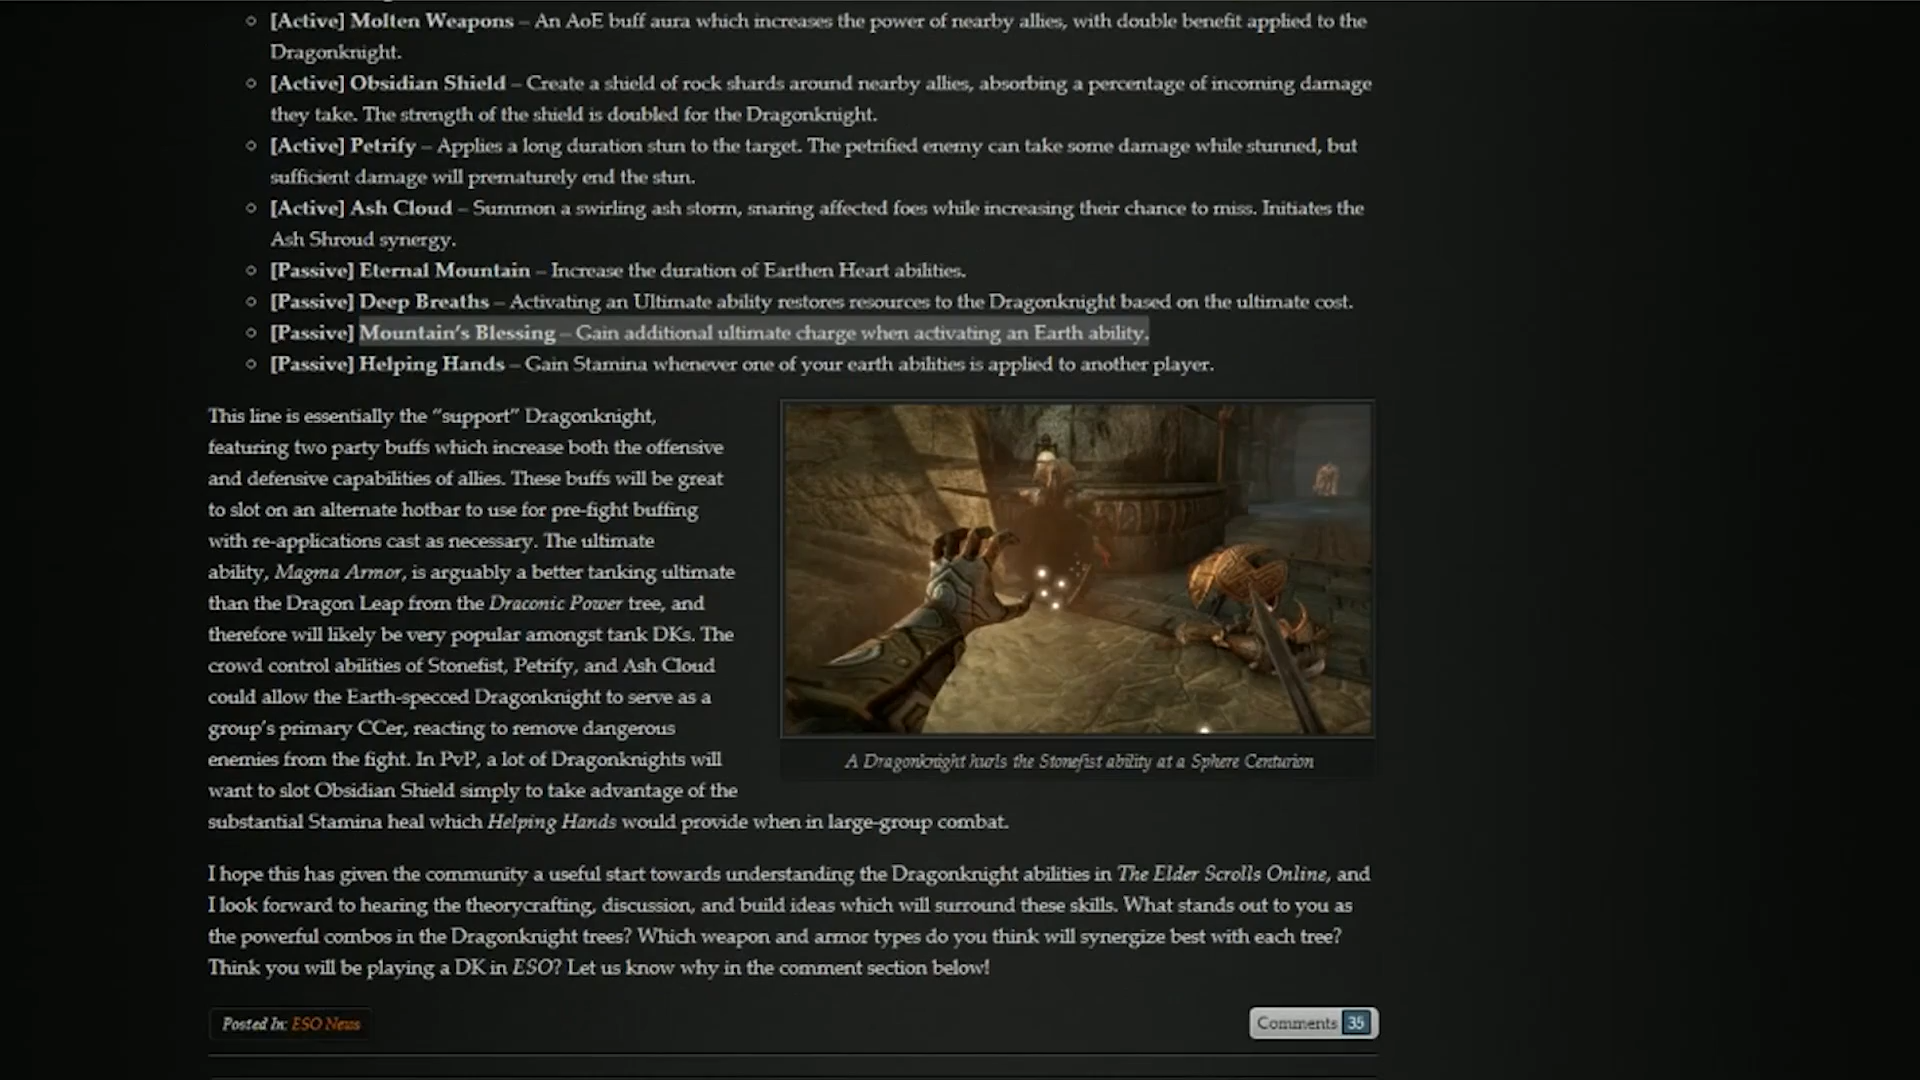 [Active] Molten Weapons – An AoE buff aura which increases the power of nearby allies, with double benefit applied to the
Dragonknight.
[Active] Obsidian Shield – Create a shield of rock shards around nearby allies, absorbing a percentage of incoming damage
they take. The strength of the shield is doubled for the Dragonknight.
[Active] Petrify – Applies a long duration stun to the target. The petrified enemy can take some damage while stunned, but
sufficient damage will prematurely end the stun.
[Active] Ash Cloud – Summon a swirling ash storm, snaring affected foes while increasing their chance to miss. Initiates the
Ash Shroud synergy.
[Passive] Eternal Mountain – Increase the duration of Earthen Heart abilities.
[Passive] Deep Breaths – Activating an Ultimate ability restores resources to the Dragonknight based on the ultimate cost.
[Passive] Mountain's Blessing – Gain additional ultimate charge when activating an Earth ability.
[Passive] Helping Hands – Gain Stamina whenever one of your earth abilities is applied to another player.
This line is essentially the “support” Dragonknight,
featuring two party buffs which increase both the offensive
and defensive capabilities of allies. These buffs will be great
to slot on an alternate hotbar to use for pre-fight buffing
with re-applications cast as necessary. The ultimate
ability, Magma Armor, is arguably a better tanking ultimate
than the Dragon Leap from the Draconic Power tree, and
therefore will likely be very popular amongst tank DKs. The
crowd control abilities of Stonefist, Petrify, and Ash Cloud
could allow the Earth-specced Dragonknight to serve as a
group's primary CCer, reacting to remove dangerous
enemies from the fight. In PvP, a lot of Dragonknights will
want to slot Obsidian Shield simply to take advantage of the
substantial Stamina heal which Helping Hands would provide when in large-group combat.
A Dragonknight hurls the Stonefist ability at a Sphere Centurion
I hope this has given the community a useful start towards understanding the Dragonknight abilities in The Elder Scrolls Online, and
I look forward to hearing the theorycrafting, discussion, and build ideas which will surround these skills. What stands out to you as
the powerful combos in the Dragonknight trees? Which weapon and armor types do you think will synergize best with each tree?
Think you will be playing a DK in ESO? Let us know why in the comment section below!
Posted In: ESO News
Comments 35